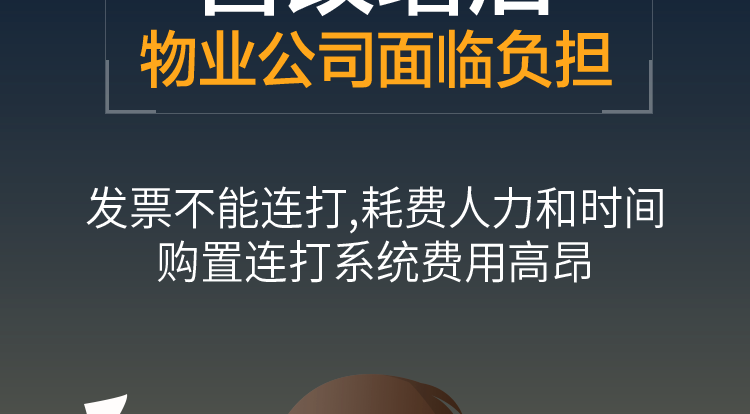 物业公司面临负担
发票不能连打,耗费人力和时间
购置连打系统费用高昂